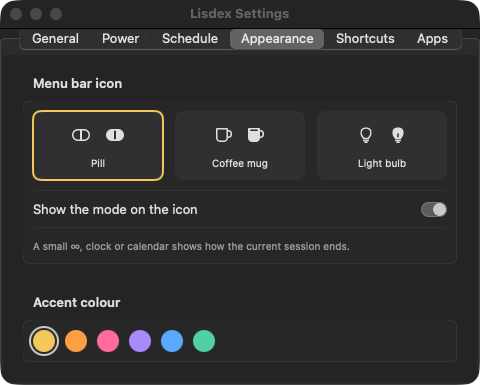 Lisdex Settings
General Power Schedule Appearance Shortcuts Apps
Menu bar icon
Pill Coffee mug Light bulb
Show the mode on the icon
A small ∞, clock or calendar shows how the current session ends.
Accent colour